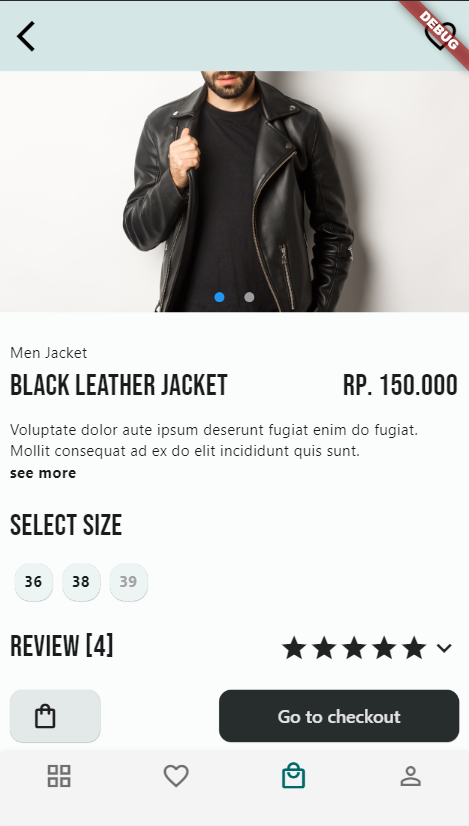 DEBUG
Men Jacket
BLACK LEATHER JACKET
RP. 150.000
Voluptate dolor aute ipsum deserunt fugiat enim do fugiat.
Mollit consequat ad ex do elit incididunt quis sunt.
see more
SELECT SIZE
36 38 39
REVIEW [4]
Go to checkout